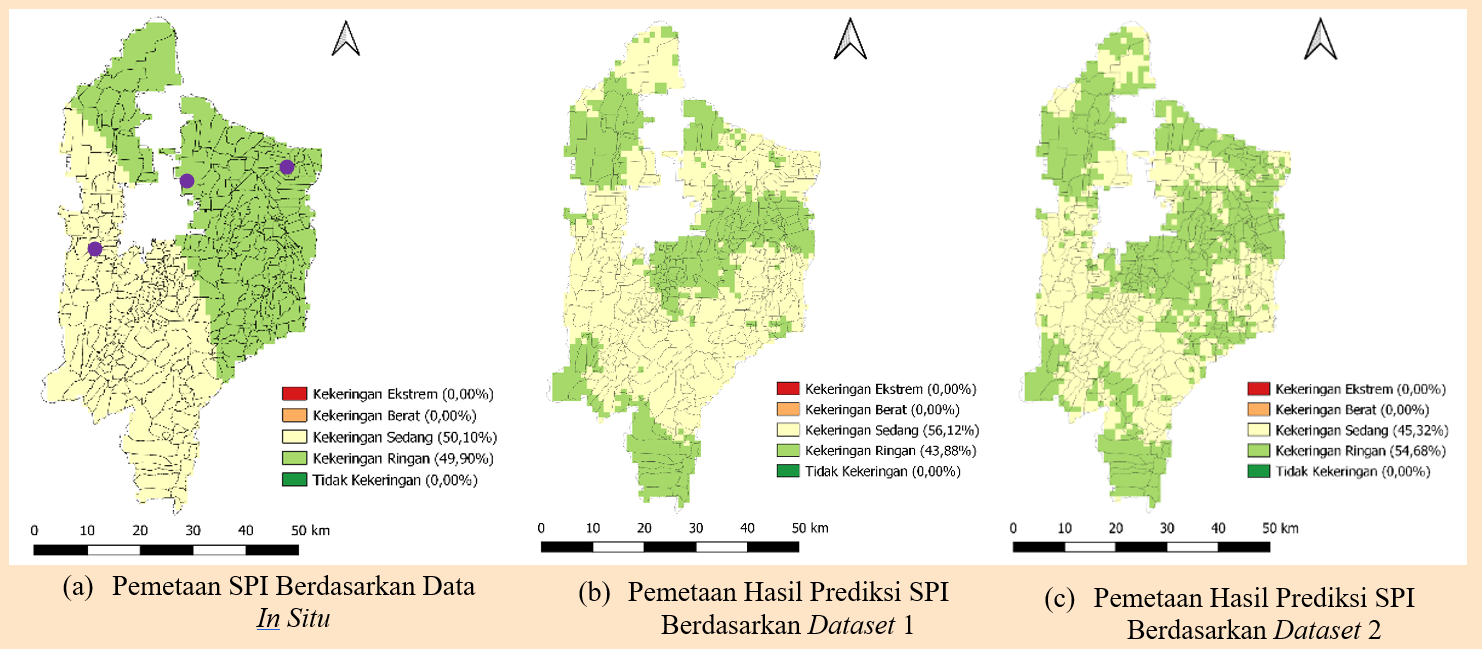 Kekeringan Ekstrem (0,00%)
Kekeringan Berat (0,00%)
Kekeringan Sedang (50,10%)
Kekeringan Ringan (49,90%)
Tidak Kekeringan (0,00%)
0 10 20 30 40 50 km
(a) Pemetaan SPI Berdasarkan Data
In Situ
Kekeringan Ekstrem (0,00%)
Kekeringan Berat (0,00%)
Kekeringan Sedang (56,12%)
Kekeringan Ringan (43,88%)
Tidak Kekeringan (0,00%)
0 10 20 30 40 50 km
(b) Pemetaan Hasil Prediksi SPI
Berdasarkan Dataset 1
Kekeringan Ekstrem (0,00%)
Kekeringan Berat (0,00%)
Kekeringan Sedang (45,32%)
Kekeringan Ringan (54,68%)
Tidak Kekeringan (0,00%)
0 10 20 30 40 50 km
(c) Pemetaan Hasil Prediksi SPI
Berdasarkan Dataset 2